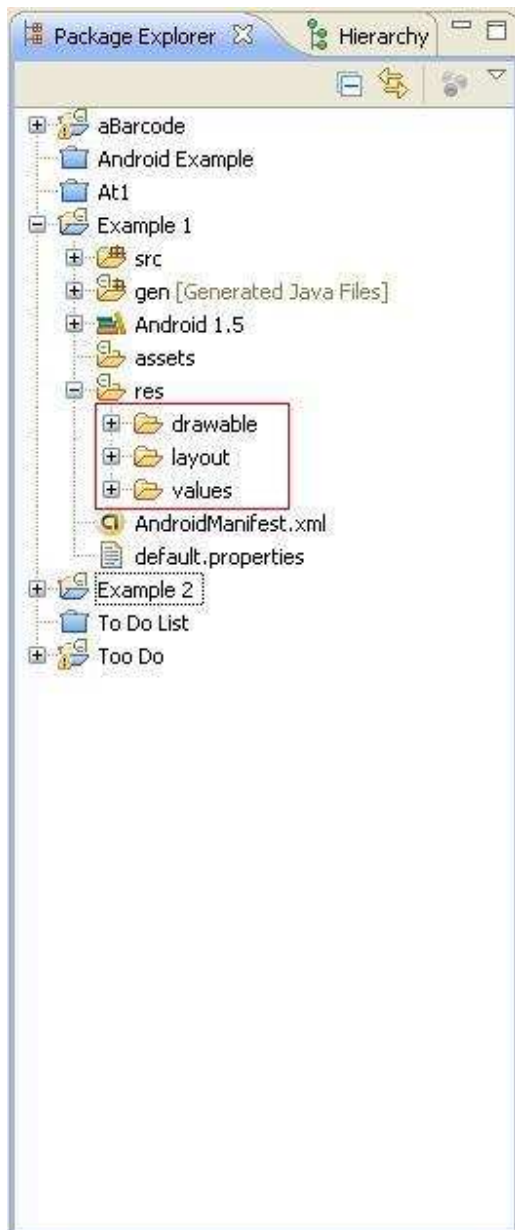 Package Explorer Hierarchy
aBarcode
Android Example
At1
Example 1
src
gen [Generated Java Files]
Android 1.5
assets
res
drawable
layout
values
AndroidManifest.xml
default.properties
Example 2
To Do List
Too Do